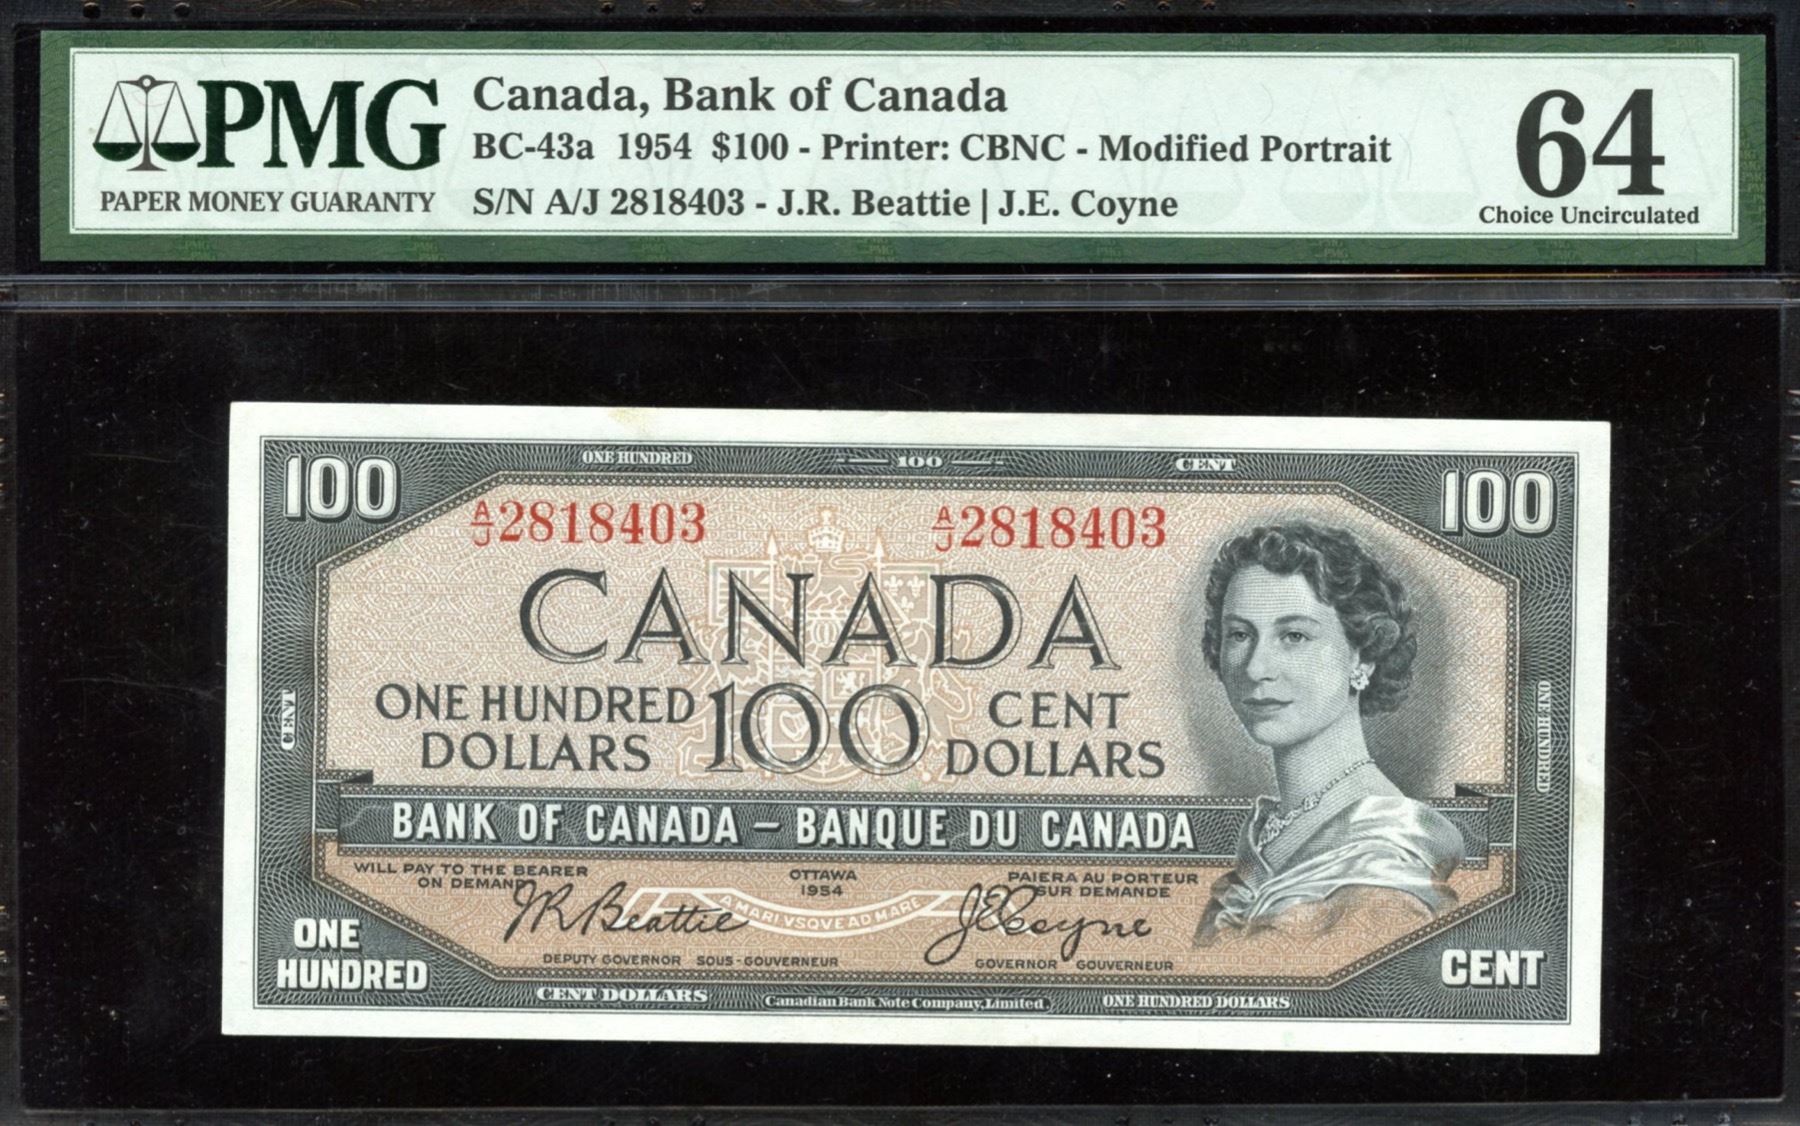 PMG
PAPER MONEY GUARANTY
Canada, Bank of Canada
BC-43a 1954 $100 - Printer: CBNC - Modified Portrait
S/N A/J 2818403 - J.R. Beattie | J.E. Coyne
64
Choice Uncirculated
ONE HUNDRED
100
CENT
100
100
A/J 2818403
A/J 2818403
CANADA
ONE HUNDRED DOLLARS
100
CENT DOLLARS
CENT
ONE HUNDRED
BANK OF CANADA – BANQUE DU CANADA
WILL PAY TO THE BEARER
ON DEMAND
OTTAWA
1954
PAIERA AU PORTEUR
SUR DEMANDE
JR Beattie
A MARI VSQVE AD MARE
JE Coyne
DEPUTY GOVERNOR SOUS-GOUVERNEUR
GOVERNOR GOUVERNEUR
ONE
HUNDRED
CENT
CENT DOLLARS
Canadian Bank Note Company, Limited.
ONE HUNDRED DOLLARS